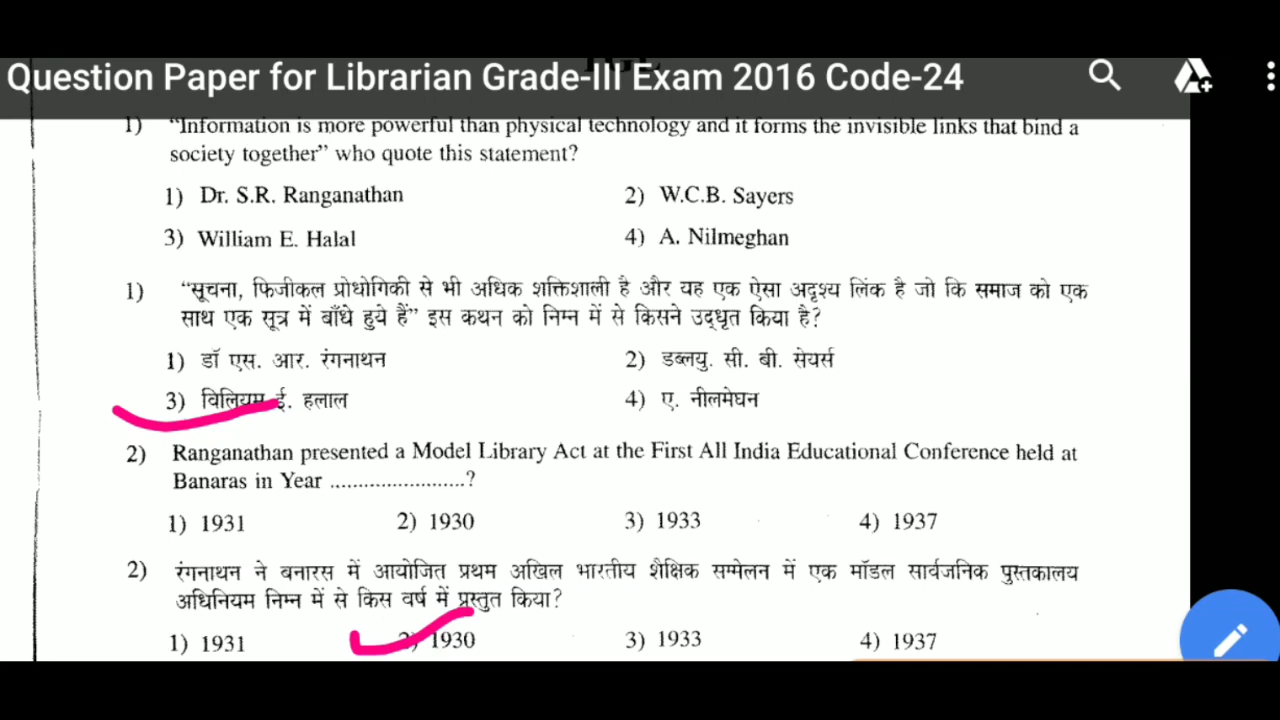 Question Paper for Librarian Grade-III Exam 2016 Code-24
1) “Information is more powerful than physical technology and it forms the invisible links that bind a
society together” who quote this statement?
1) Dr. S.R. Ranganathan 2) W.C.B. Sayers
3) William E. Halal 4) A. Nilmeghan
1) “सूचना, फिजीकल प्रोधोगिकी से भी अधिक शक्तिशाली है और यह एक ऐसा अदृश्य लिंक है जो कि समाज को एक
साथ एक सूत्र में बाँधे हुये हैं” इस कथन को निम्न में से किसने उद्धृत किया है?
1) डॉ एस. आर. रंगनाथन 2) डब्लयु. सी. बी. सेयर्स
3) विलियम ई. हलाल 4) ए. नीलमेघन
2) Ranganathan presented a Model Library Act at the First All India Educational Conference held at
Banaras in Year .......................?
1) 1931 2) 1930 3) 1933 4) 1937
2) रंगनाथन ने बनारस में आयोजित प्रथम अखिल भारतीय शैक्षिक सम्मेलन में एक मॉडल सार्वजनिक पुस्तकालय
अधिनियम निम्न में से किस वर्ष में प्रस्तुत किया?
1) 1931 2) 1930 3) 1933 4) 1937